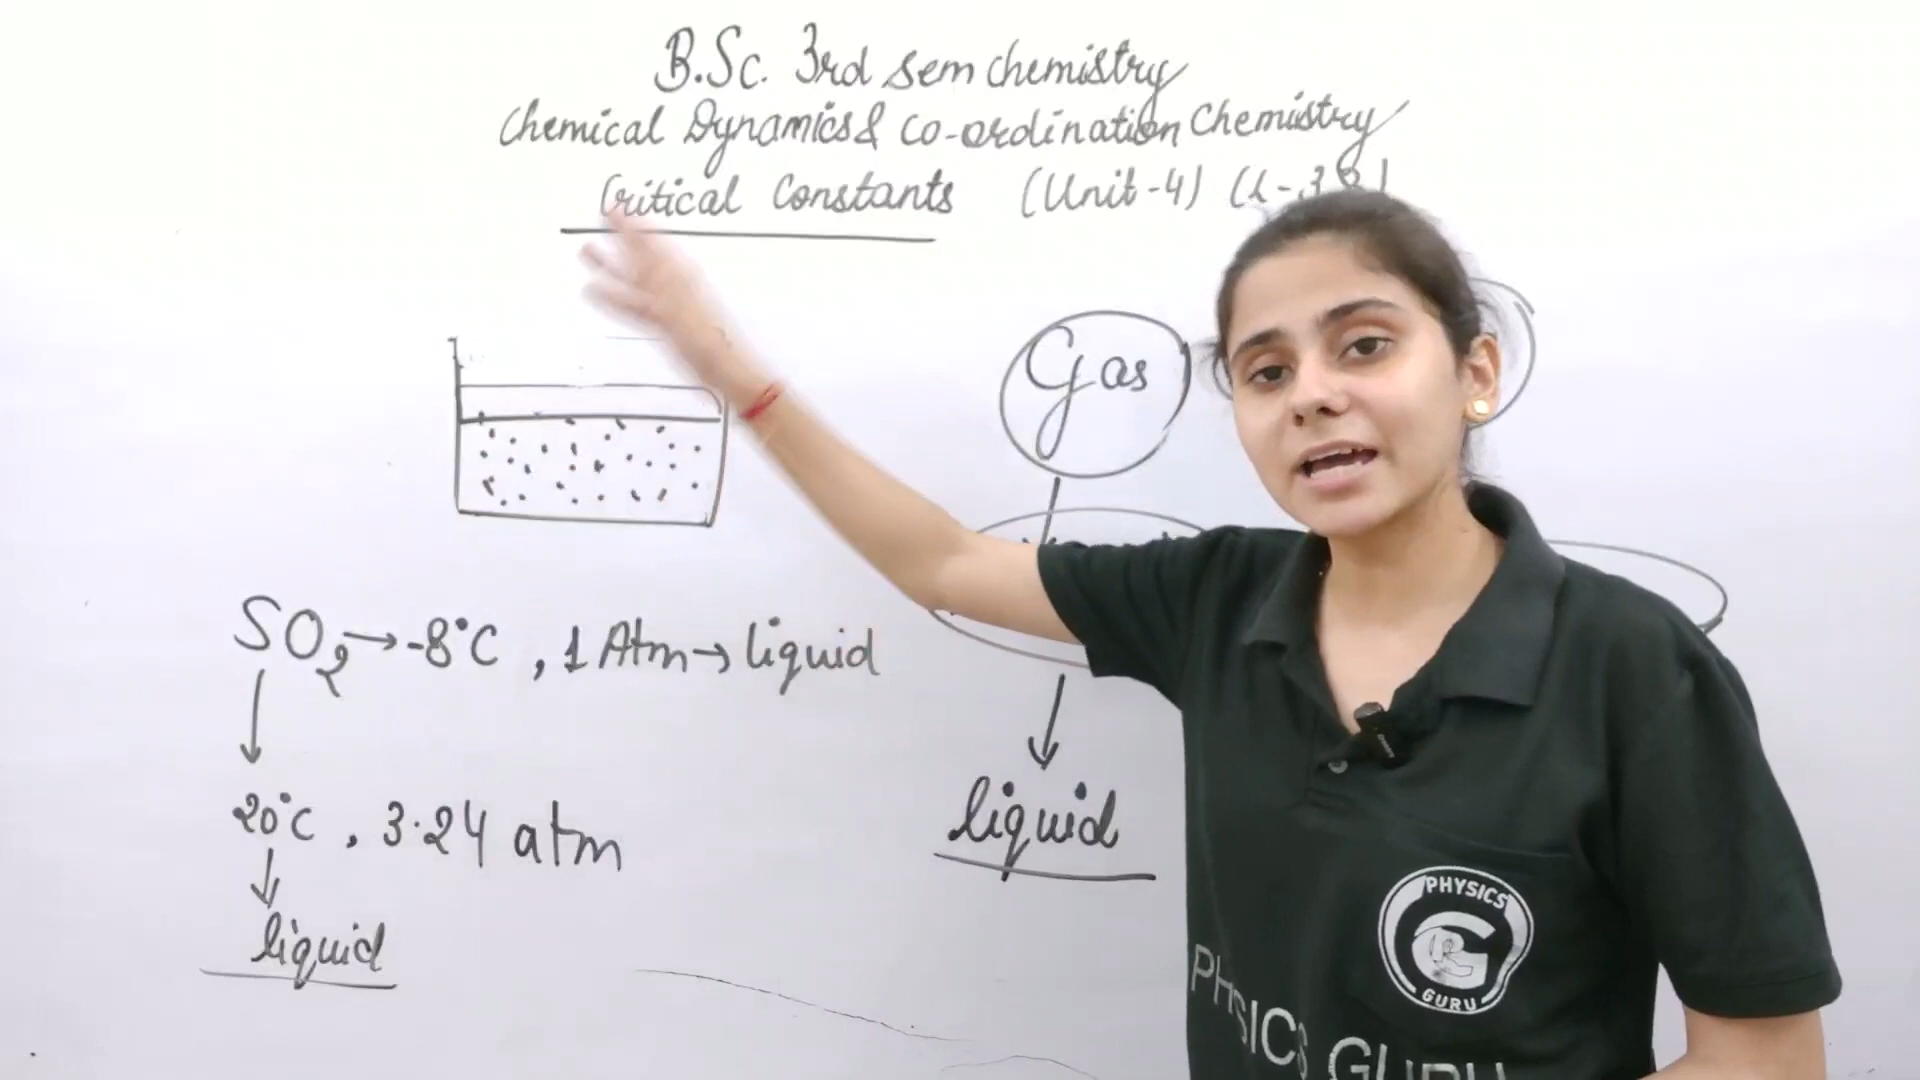 B.Sc. 3rd sem chemistry
Chemical Dynamics & Co-ordination Chemistry
Critical Constants (Unit-4)
Gas
SO2 → -8°C, 1 Atm → liquid
20°C, 3.24 atm
liquid
liquid
PHYSICS
GURU
PHYSICS GURU